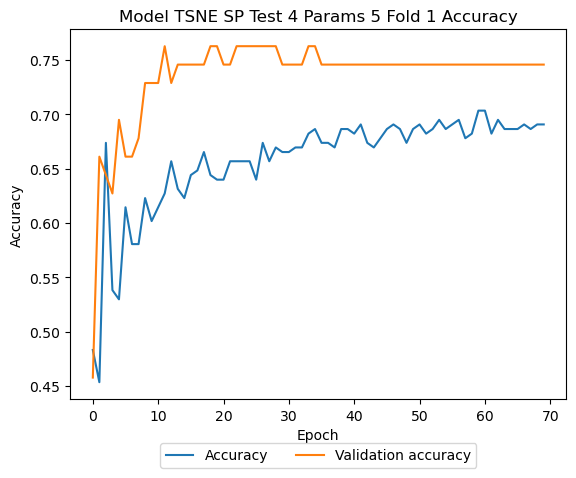 Model TSNE SP Test 4 Params 5 Fold 1 Accuracy
Accuracy
0.75
0.70
0.65
0.60
0.55
0.50
0.45
0 10 20 30 40 50 60 70
Epoch
Accuracy Validation accuracy